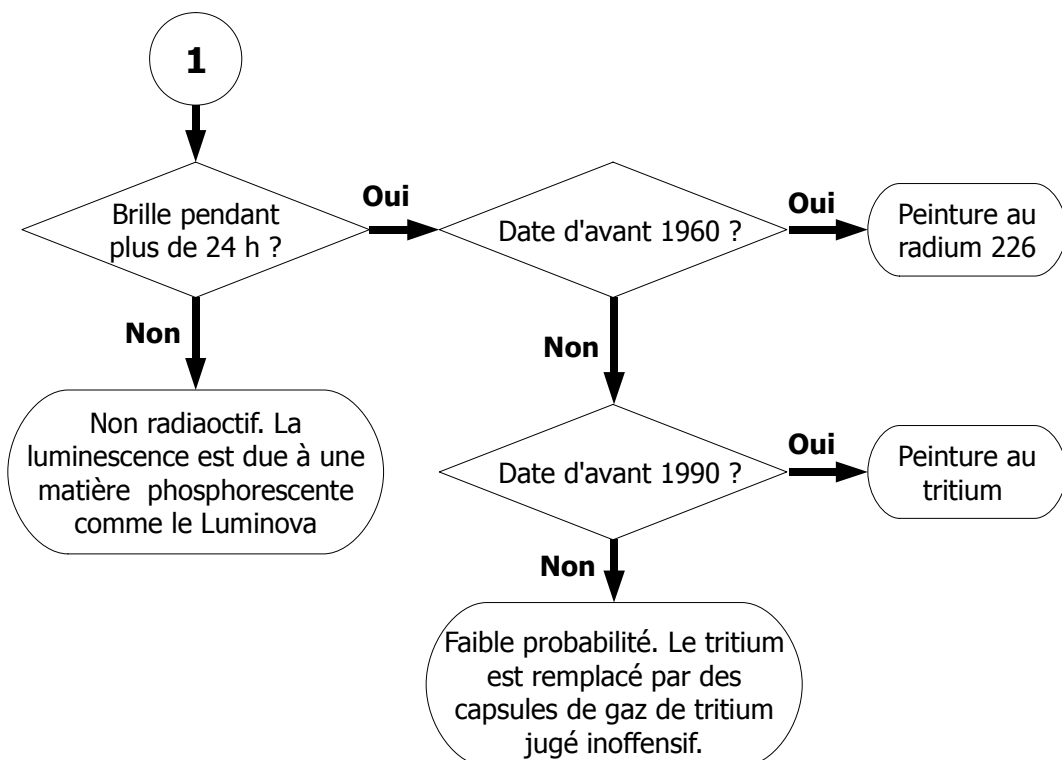 1
Brille pendant
plus de 24 h ?
Oui
Date d'avant 1960 ?
Oui
Peinture au
radium 226
Non
Non
Non radiaoctif. La
luminescence est due à une
matière  phosphorescente
comme le Luminova
Date d'avant 1990 ?
Oui
Peinture au
tritium
Non
Faible probabilité. Le tritium
est remplacé par des
capsules de gaz de tritium
jugé inoffensif.